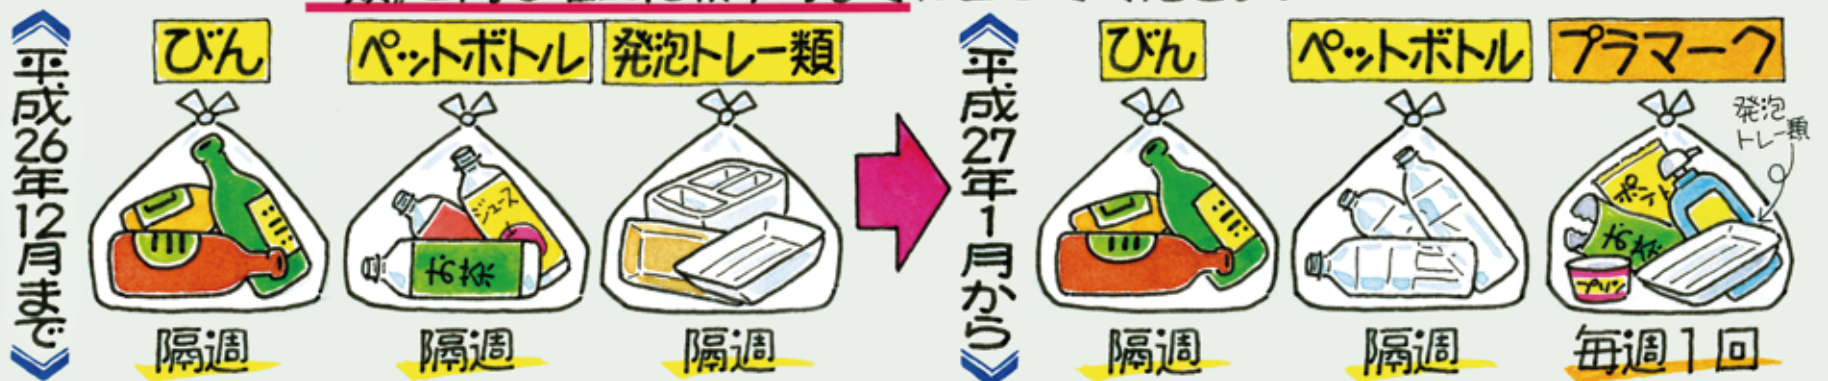 《平成26年12月まで》
びん
ペットボトル
発泡トレー類
ジュース
お茶
隔週
隔週
隔週
《平成27年1月から》
びん
ペットボトル
プラマーク
発泡
トレー類
お茶
プリン
隔週
隔週
毎週1回